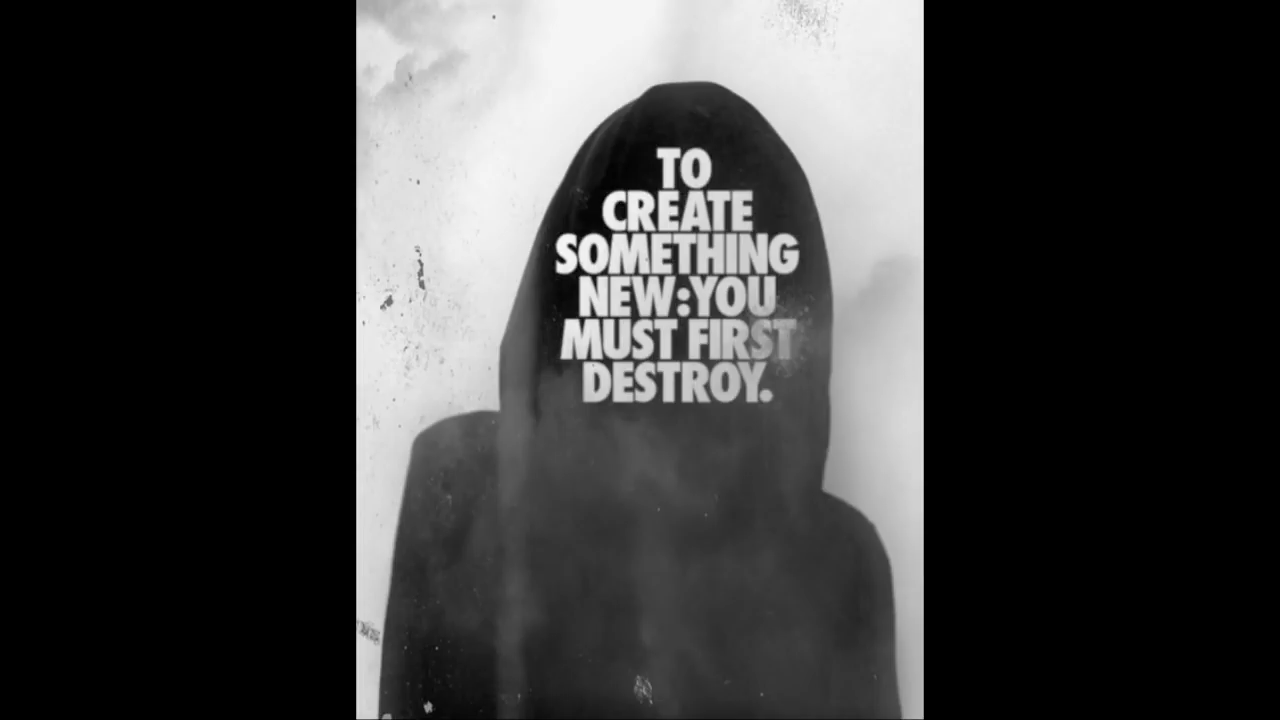 TO
CREATE
SOMETHING
NEW:YOU
MUST FIRST
DESTROY.